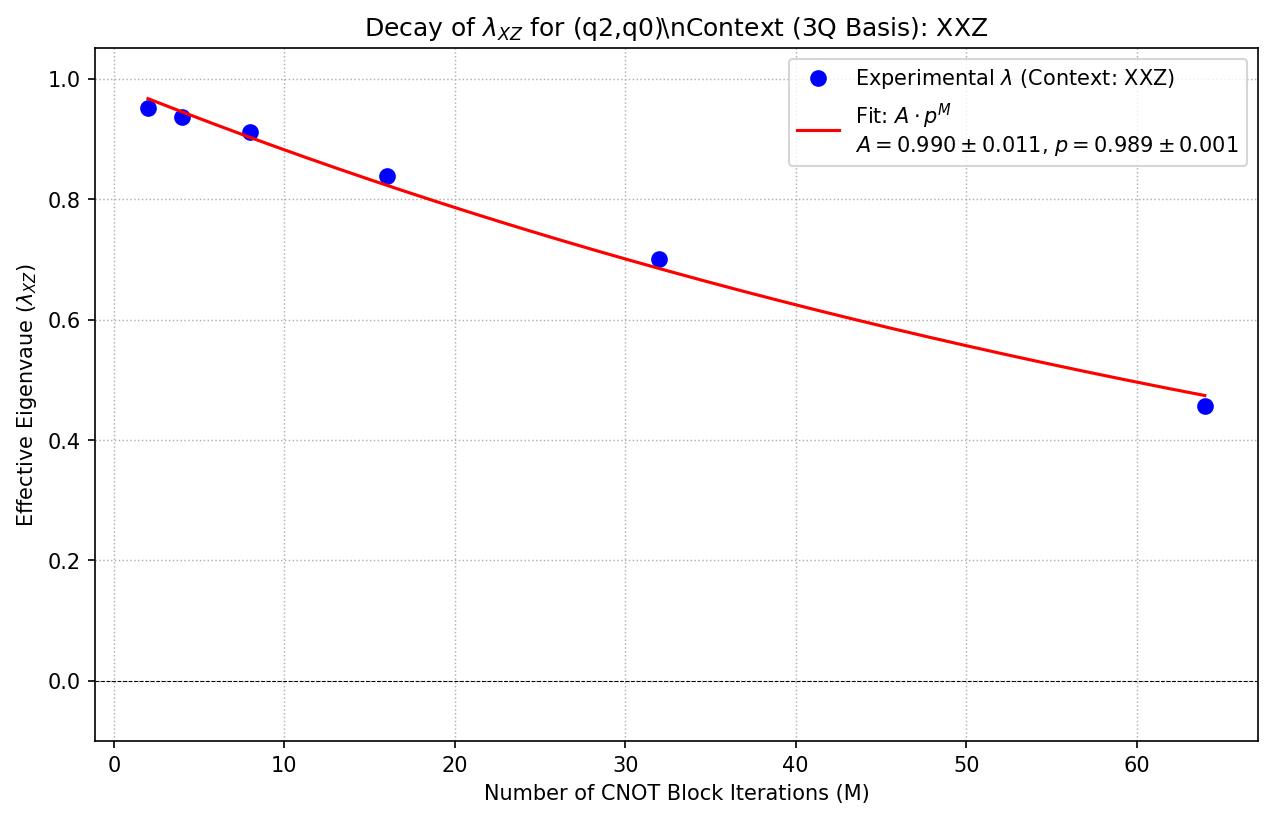 Decay of λ_XZ for (q2,q0)\nContext (3Q Basis): XXZ
Experimental λ (Context: XXZ)
Fit: A · p^M
A = 0.990 ± 0.011, p = 0.989 ± 0.001
Effective Eigenvaue (λ_XZ)
1.0
0.8
0.6
0.4
0.2
0.0
0 10 20 30 40 50 60
Number of CNOT Block Iterations (M)